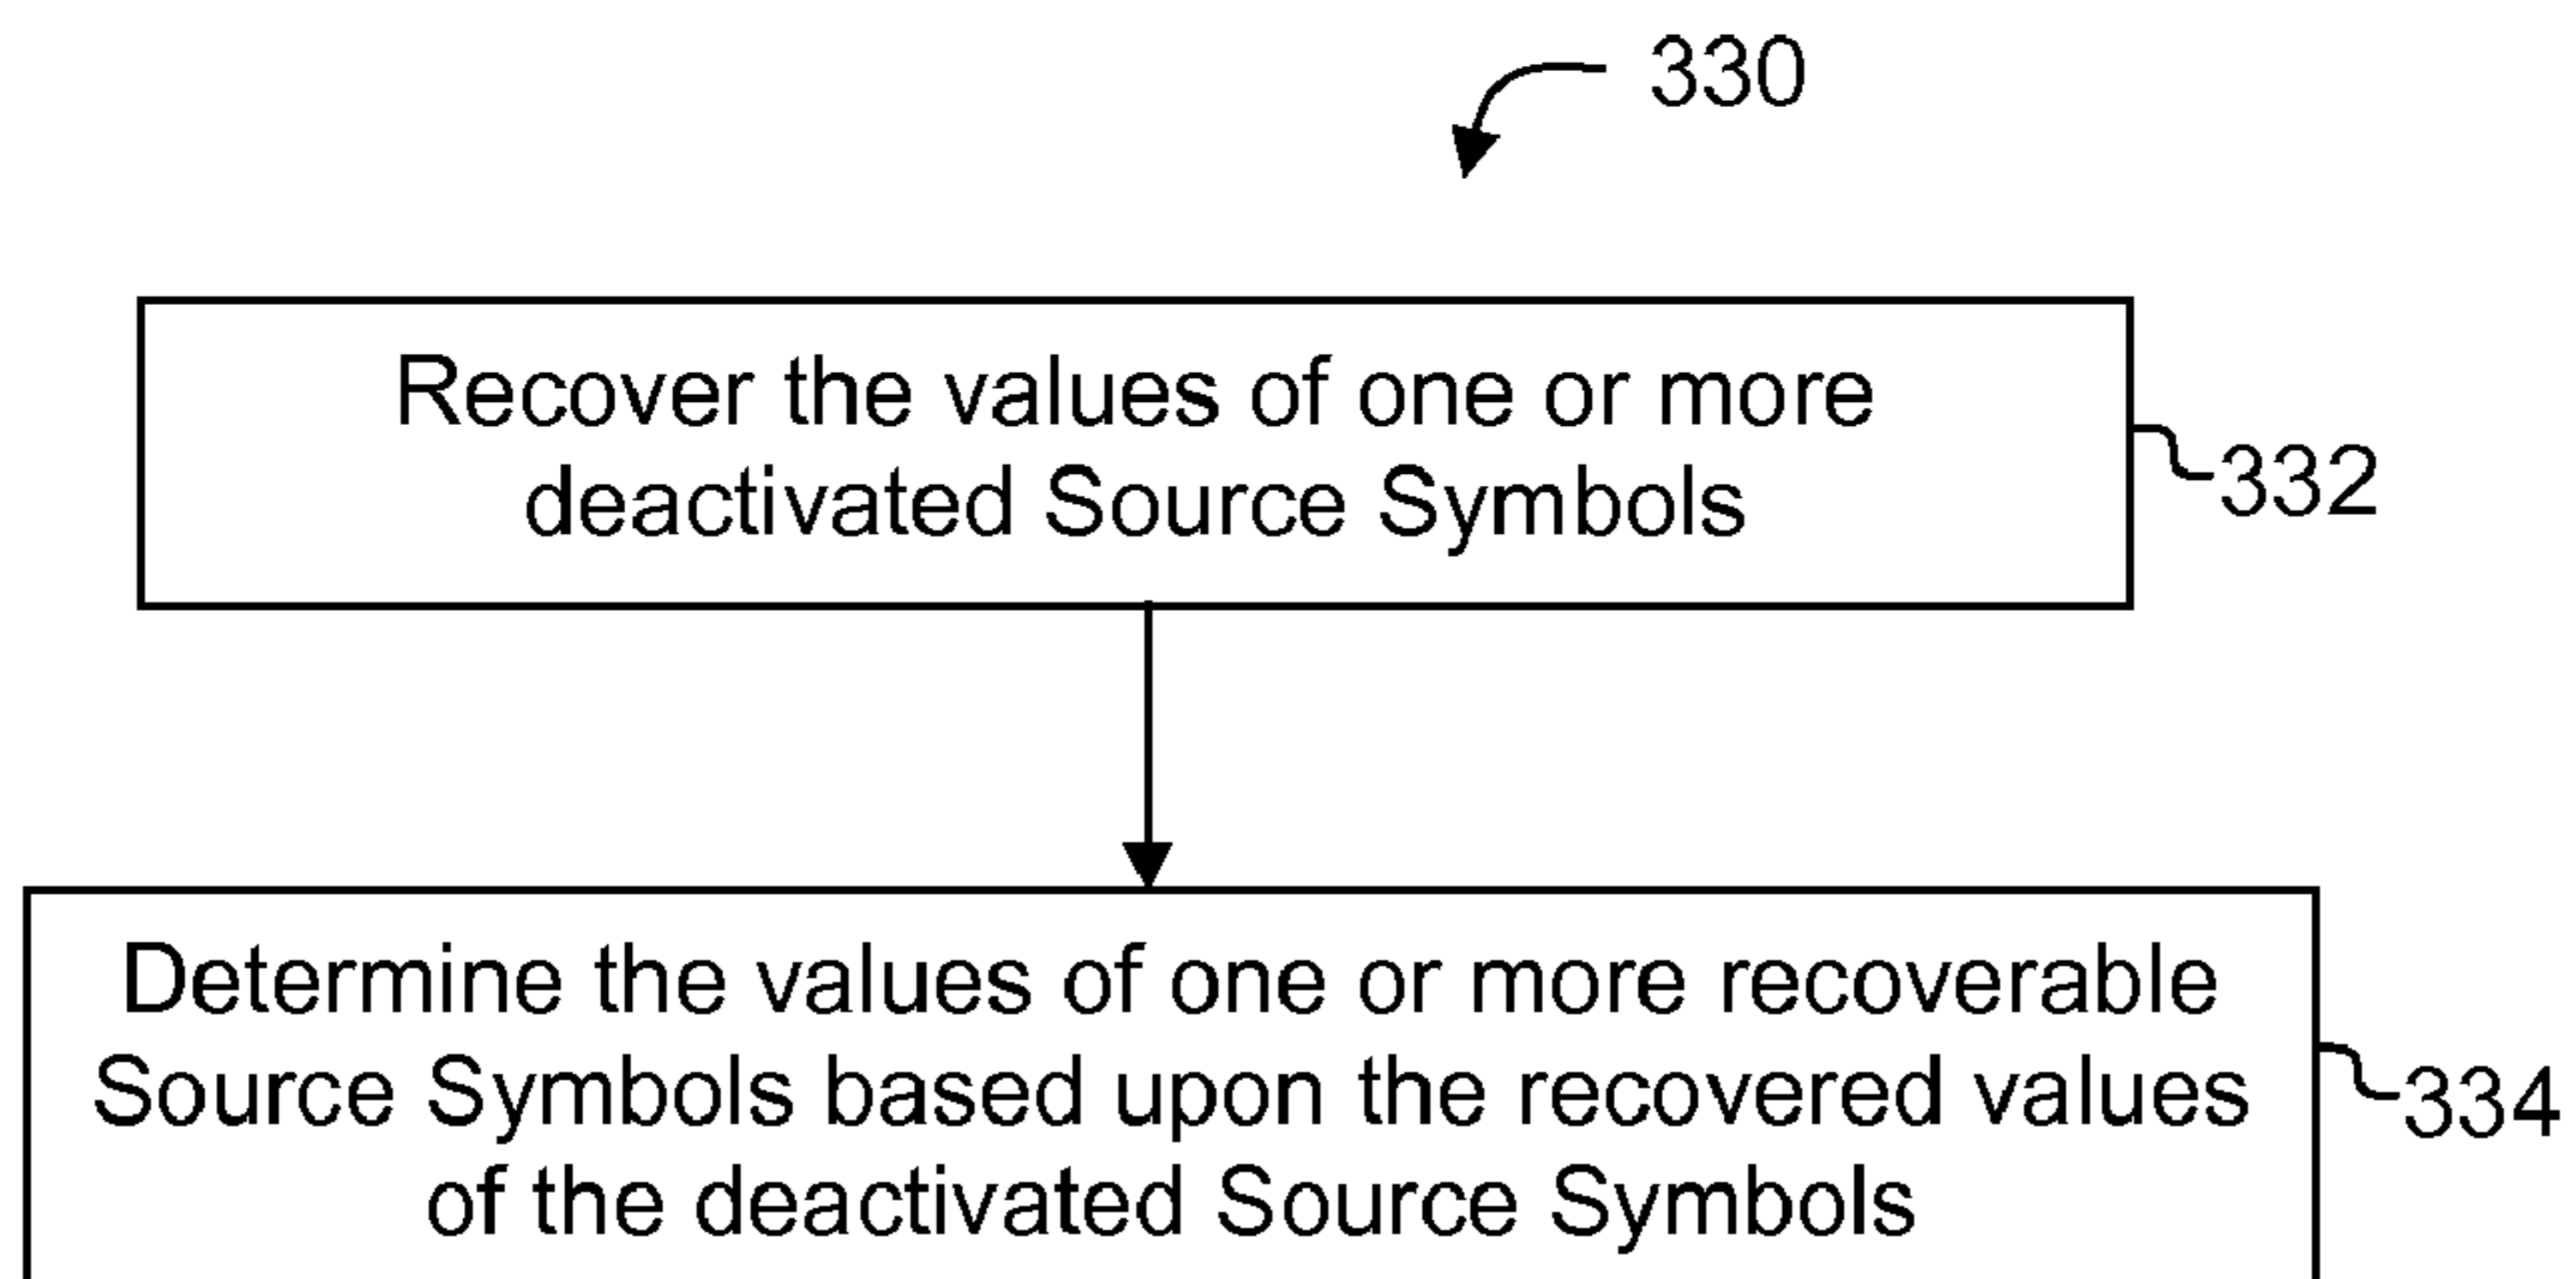 330
Recover the values of one or more
deactivated Source Symbols
332
Determine the values of one or more recoverable
Source Symbols based upon the recovered values
of the deactivated Source Symbols
334